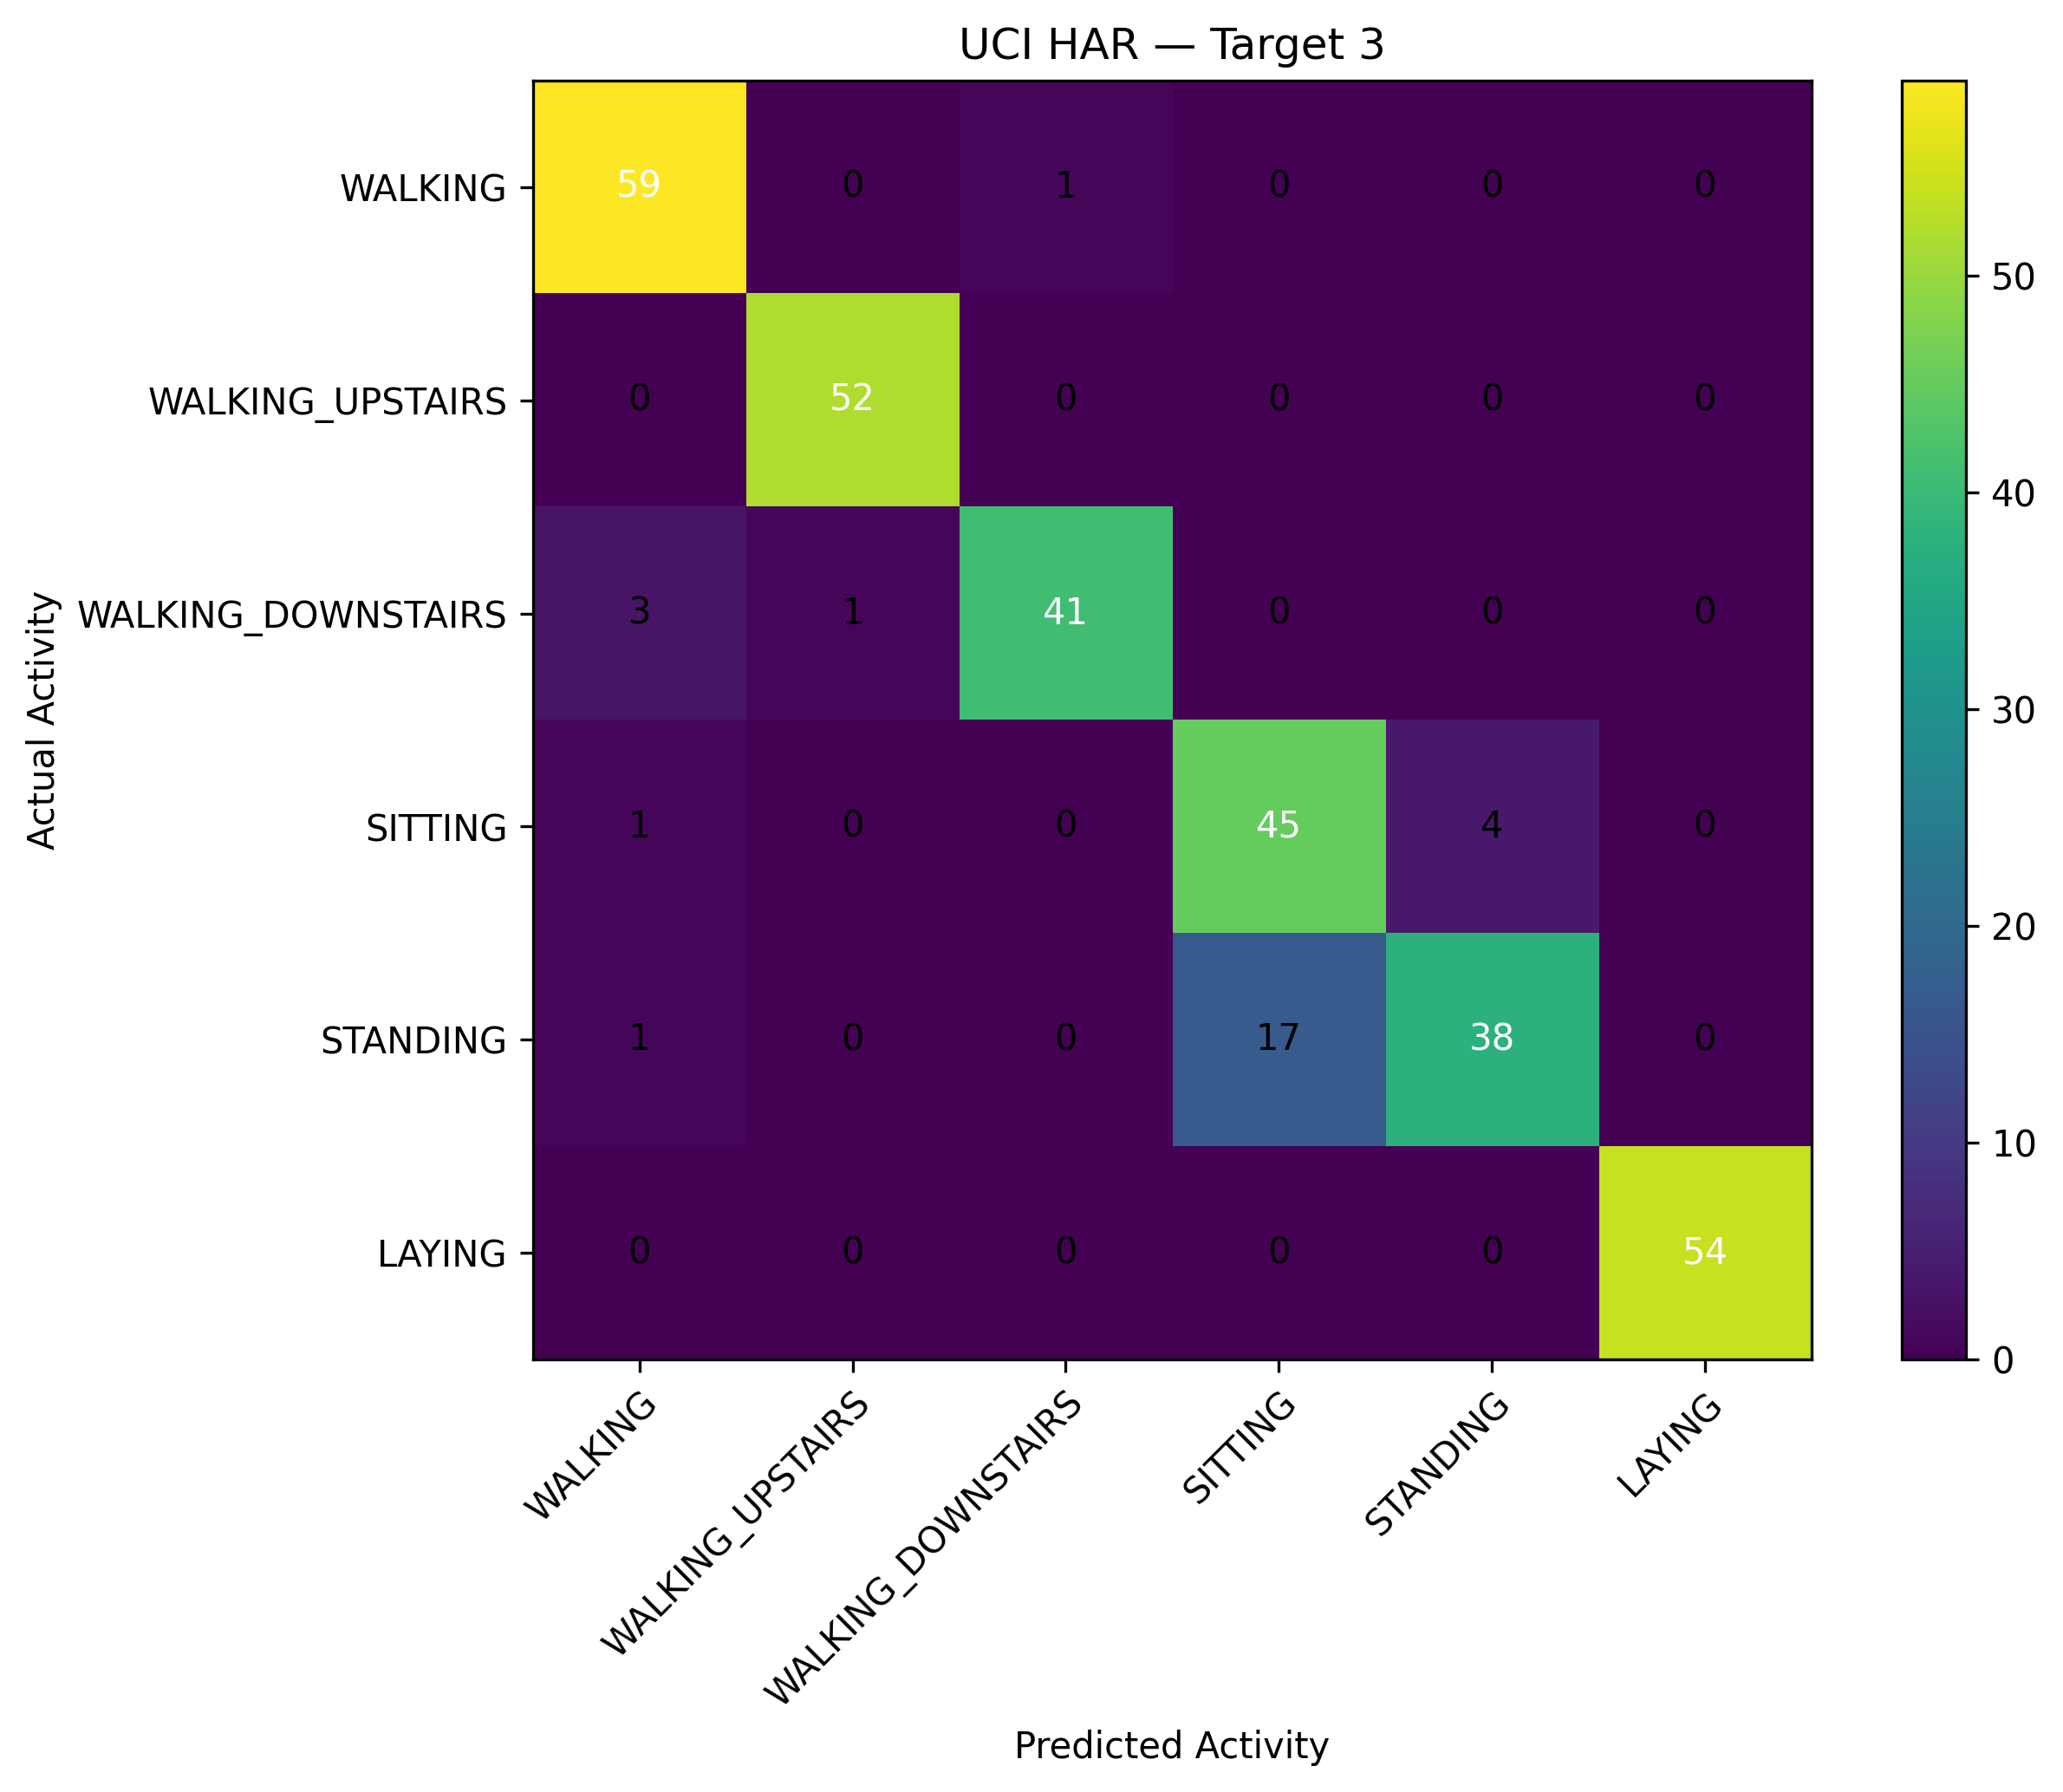 UCI HAR — Target 3
Actual Activity
WALKING 59 0 1 0 0 0
WALKING_UPSTAIRS 0 52 0 0 0 0
WALKING_DOWNSTAIRS 3 1 41 0 0 0
SITTING 1 0 0 45 4 0
STANDING 1 0 0 17 38 0
LAYING 0 0 0 0 0 54
WALKING
WALKING_UPSTAIRS
WALKING_DOWNSTAIRS
SITTING
STANDING
LAYING
Predicted Activity
50
40
30
20
10
0